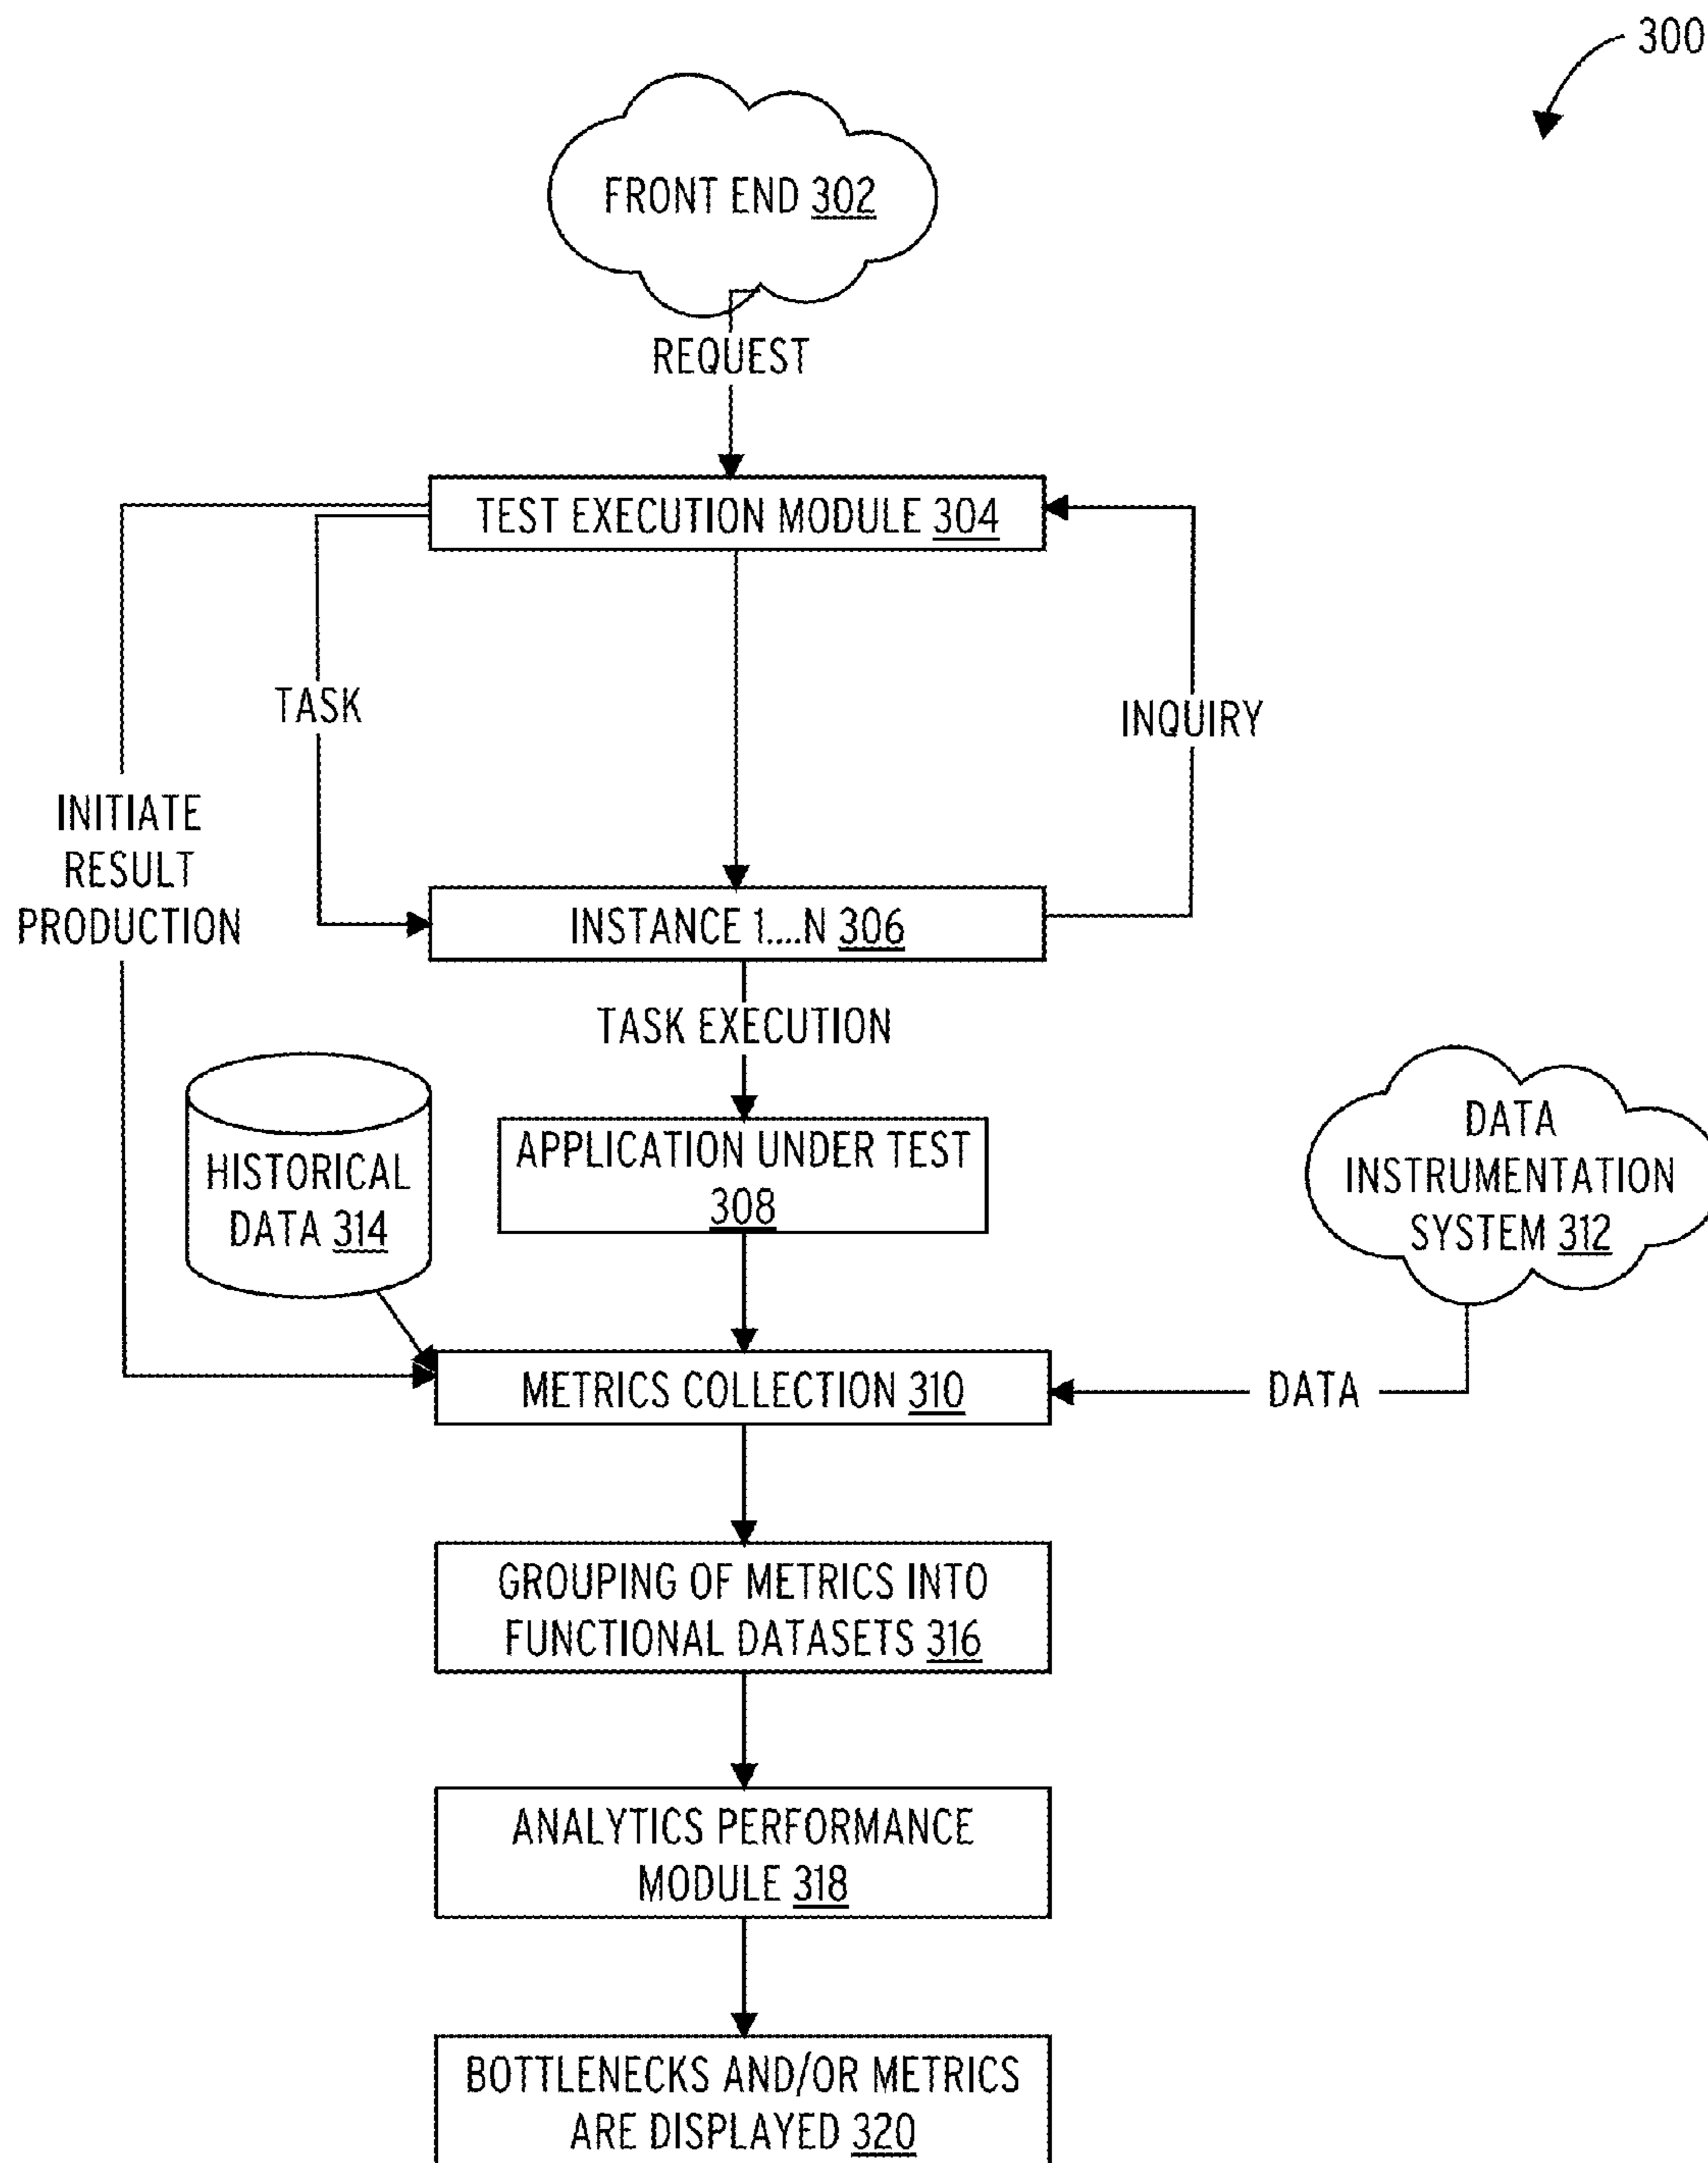 300
FRONT END 302
REQUEST
TEST EXECUTION MODULE 304
TASK
INQUIRY
INITIATE
RESULT
PRODUCTION
INSTANCE 1....N 306
TASK EXECUTION
APPLICATION UNDER TEST
308
HISTORICAL
DATA 314
DATA
INSTRUMENTATION
SYSTEM 312
METRICS COLLECTION 310
DATA
GROUPING OF METRICS INTO
FUNCTIONAL DATASETS 316
ANALYTICS PERFORMANCE
MODULE 318
BOTTLENECKS AND/OR METRICS
ARE DISPLAYED 320